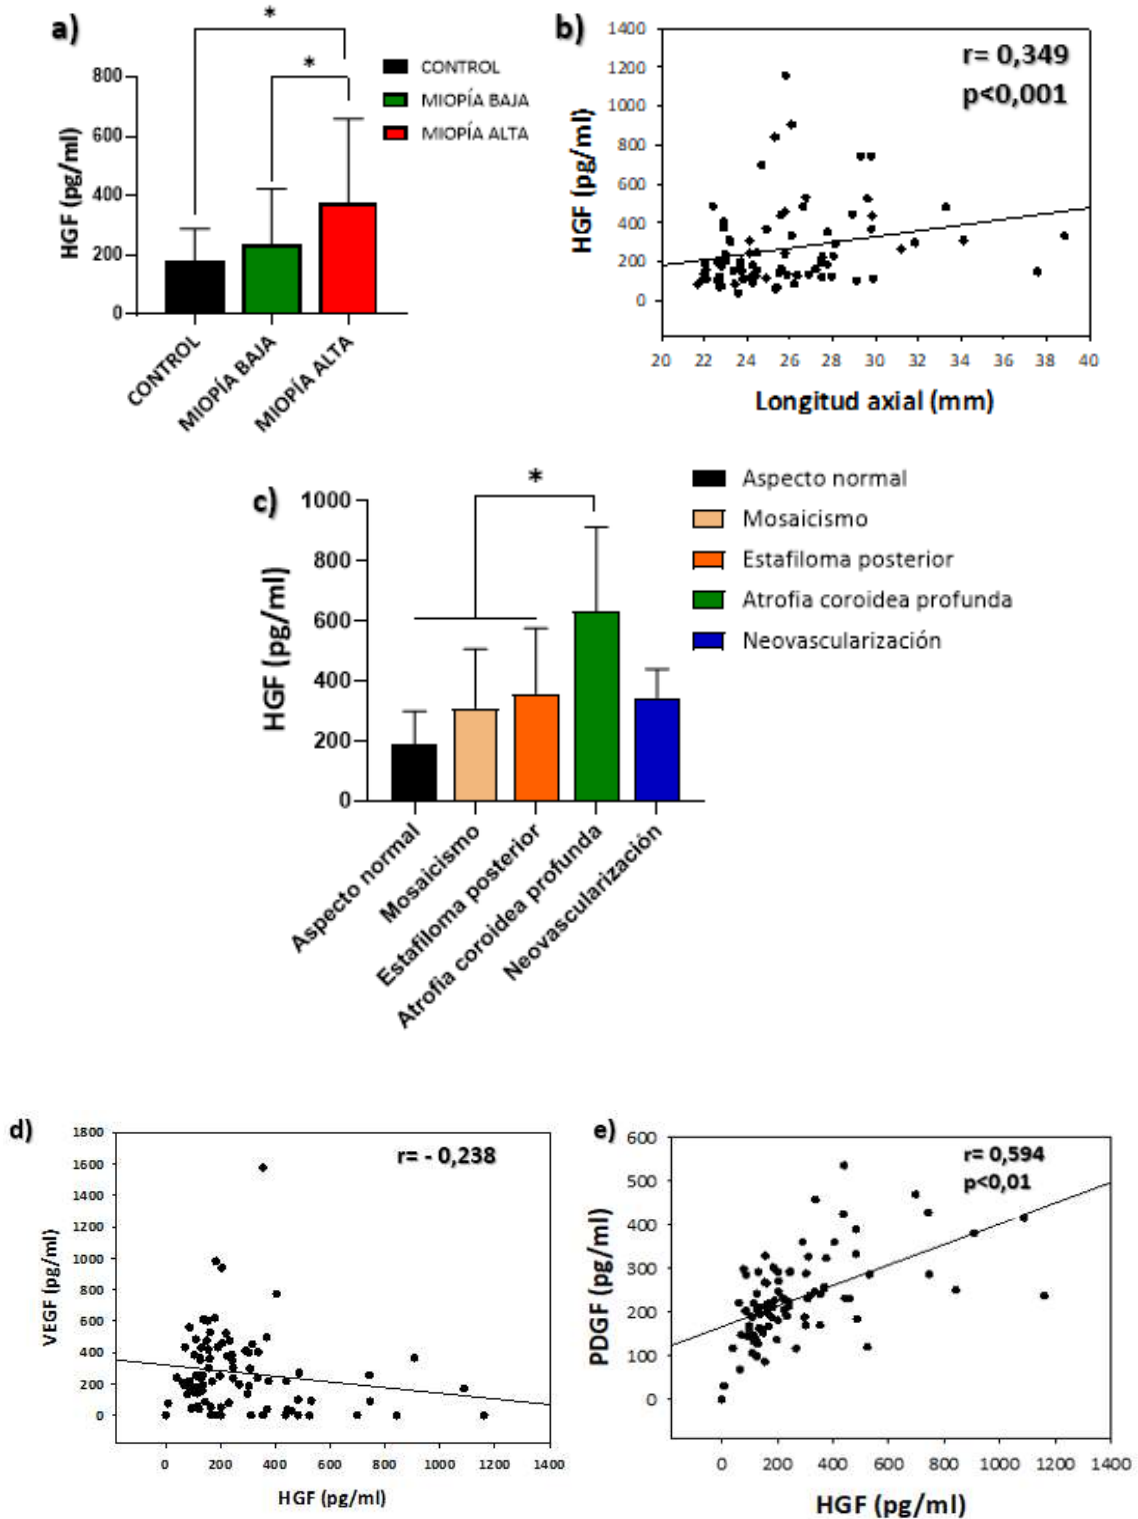 a)
*
*
800
600
400
200
0
HGF (pg/ml)
CONTROL
MIOPÍA BAJA
MIOPÍA ALTA
CONTROL
MIOPÍA BAJA
MIOPÍA ALTA
b)
1400
1200
1000
800
600
400
200
0
HGF (pg/ml)
r= 0,349
p<0,001
20 22 24 26 28 30 32 34 36 38 40
Longitud axial (mm)
c)
*
1000
800
600
400
200
0
HGF (pg/ml)
Aspecto normal
Mosaicismo
Estafiloma posterior
Atrofia coroidea profunda
Neovascularización
Aspecto normal
Mosaicismo
Estafiloma posterior
Atrofia coroidea profunda
Neovascularización
d)
1800
1600
1400
1200
1000
800
600
400
200
0
VEGF (pg/ml)
r= - 0,238
0 200 400 600 800 1000 1200 1400
HGF (pg/ml)
e)
600
500
400
300
200
100
0
PDGF (pg/ml)
r= 0,594
p<0,01
0 200 400 600 800 1000 1200 1400
HGF (pg/ml)